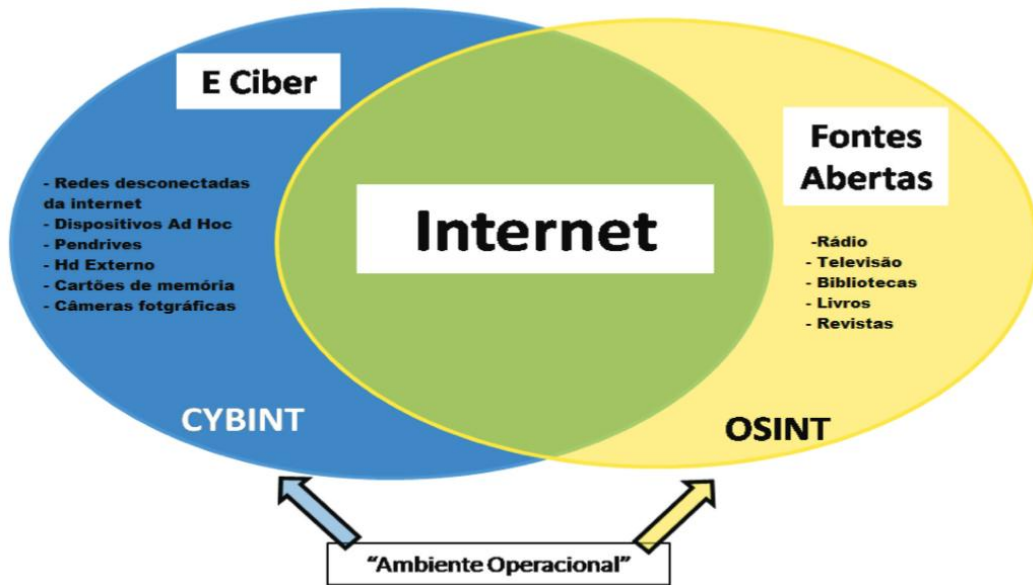 E Ciber
- Redes desconectadas
da internet
- Dispositivos Ad Hoc
- Pendrives
- Hd Externo
- Cartões de memória
- Câmeras fotgráficas
CYBINT
Internet
Fontes
Abertas
-Rádio
- Televisão
- Bibliotecas
- Livros
- Revistas
OSINT
“Ambiente Operacional”